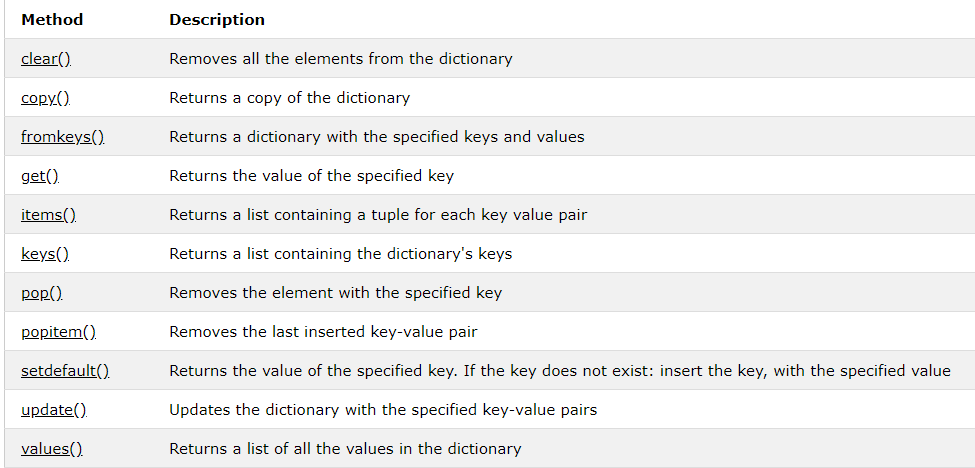 Method Description
clear() Removes all the elements from the dictionary
copy() Returns a copy of the dictionary
fromkeys() Returns a dictionary with the specified keys and values
get() Returns the value of the specified key
items() Returns a list containing a tuple for each key value pair
keys() Returns a list containing the dictionary's keys
pop() Removes the element with the specified key
popitem() Removes the last inserted key-value pair
setdefault() Returns the value of the specified key. If the key does not exist: insert the key, with the specified value
update() Updates the dictionary with the specified key-value pairs
values() Returns a list of all the values in the dictionary